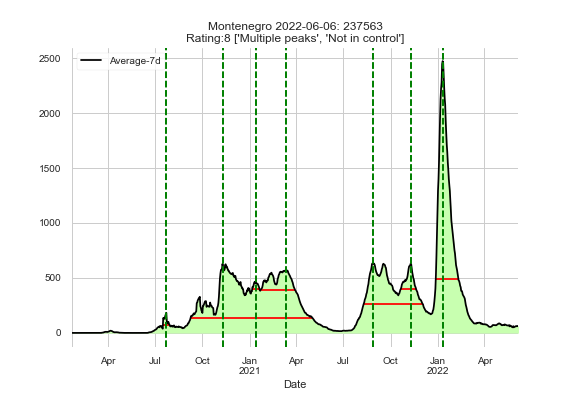 Montenegro 2022-06-06: 237563
Rating:8 ['Multiple peaks', 'Not in control']
Average-7d
2500
2000
1500
1000
500
0
Apr Jul Oct Jan Apr Jul Oct Jan Apr
2021 2022
Date